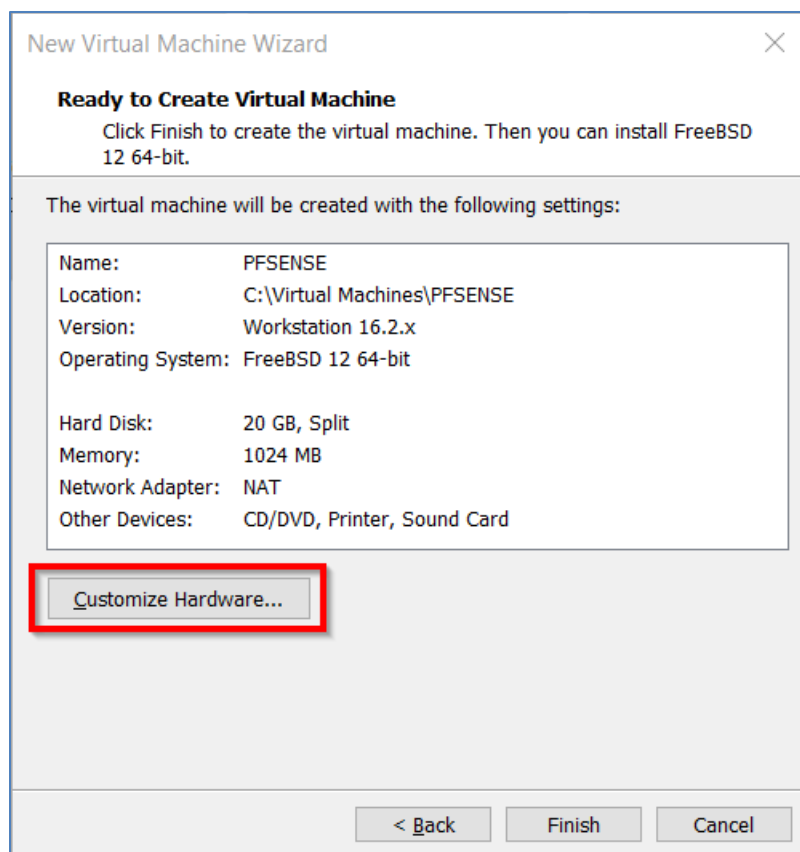 New Virtual Machine Wizard
Ready to Create Virtual Machine
Click Finish to create the virtual machine. Then you can install FreeBSD
12 64-bit.
The virtual machine will be created with the following settings:
Name: PFSENSE
Location: C:\Virtual Machines\PFSENSE
Version: Workstation 16.2.x
Operating System: FreeBSD 12 64-bit
Hard Disk: 20 GB, Split
Memory: 1024 MB
Network Adapter: NAT
Other Devices: CD/DVD, Printer, Sound Card
Customize Hardware...
< Back Finish Cancel